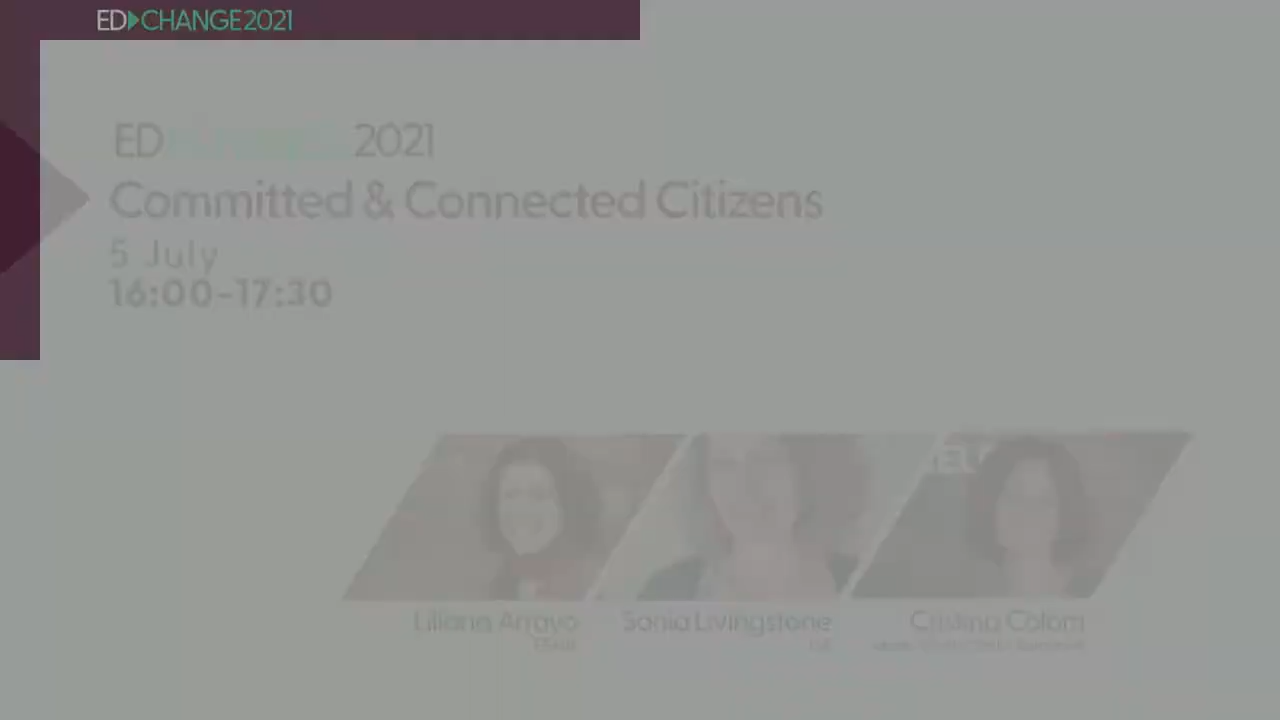 ED▶CHANGE2021
ED 2021
Committed & Connected Citizens
5 July
16:00-17:30
Liliana Arroyo Sonia Livingstone Cristina Colom